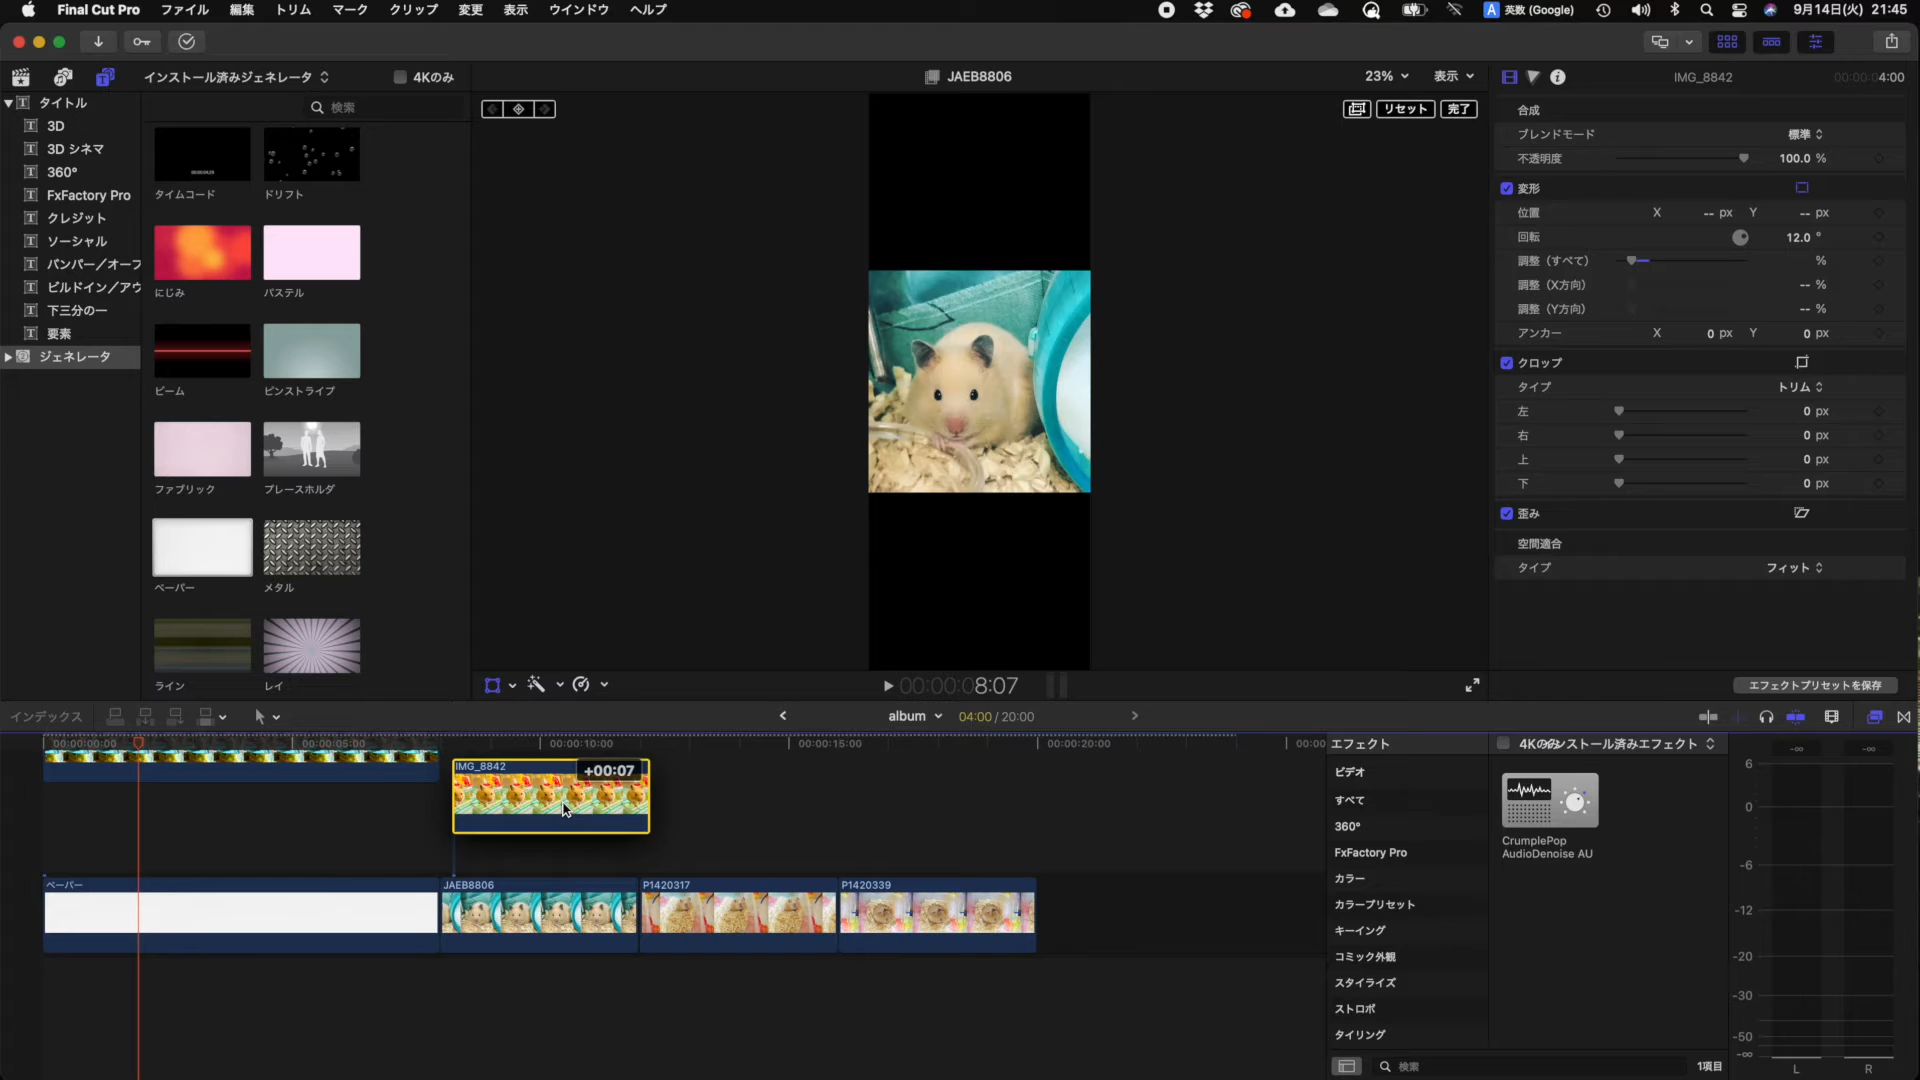 Final Cut Pro ファイル 編集 トリム マーク クリップ 変更 表示 ウインドウ ヘルプ A 英数 (Google) 9月14日(火) 21:45
インストール済みジェネレータ 4Kのみ JAEB8806 23% 表示 IMG_8842 00:00:04:00
タイトル
検索
リセット 完了
3D
3D シネマ
360°
FxFactory Pro
クレジット
ソーシャル
バンパー／オープ
ビルドイン／アウ
下三分の一
要素
ジェネレータ
タイムコード ドリフト
にじみ パステル
ビーム ピンストライプ
ファブリック プレースホルダ
ペーパー メタル
ライン レイ
合成
ブレンドモード 標準
不透明度 100.0 %
変形
位置 X -- px Y -- px
回転 12.0 °
調整（すべて） %
調整（X方向） -- %
調整（Y方向） -- %
アンカー X 0 px Y 0 px
クロップ
タイプ トリム
左 0 px
右 0 px
上 0 px
下 0 px
歪み
空間適合
タイプ フィット
00:00:08:07
エフェクトプリセットを保存
インデックス album 04:00 / 20:00
00:00:00:00 00:00:05:00 00:00:10:00 00:00:15:00 00:00:20:00 00:00
IMG_8842 +00:07
ペーパー JAEB8806 P1420317 P1420339
エフェクト 4Kのみ インストール済みエフェクト
ビデオ
すべて
360°
FxFactory Pro
カラー
カラープリセット
キーイング
コミック外観
スタイライズ
ストロボ
タイリング
CrumplePop
AudioDenoise AU
検索 1項目
-∞ -∞
6
0
-6
-12
-20
-30
-50
-∞
L R